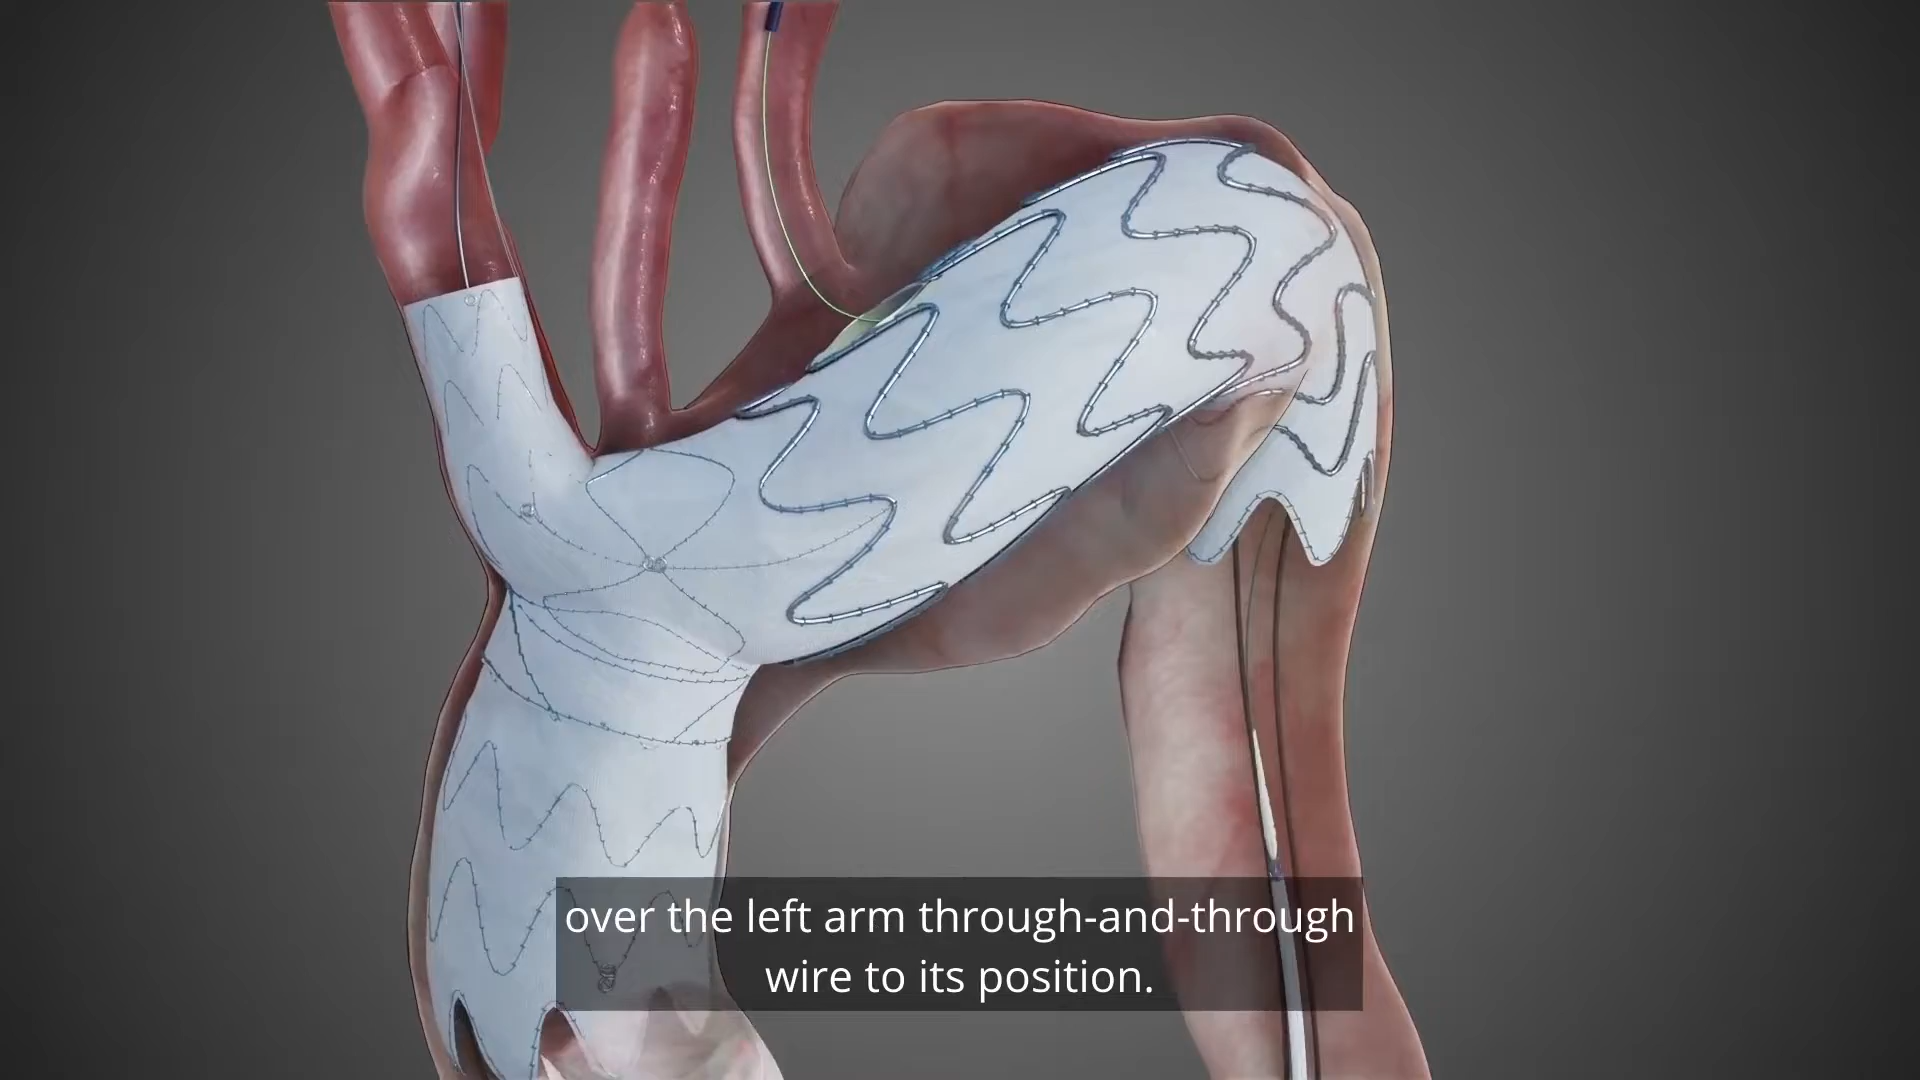 over the left arm through-and-through
wire to its position.